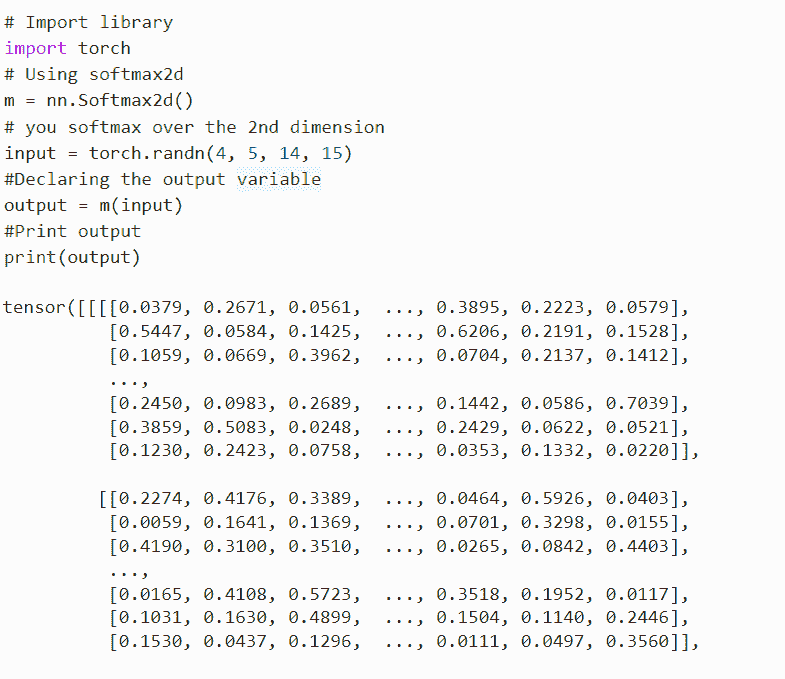 # Import library
import torch
# Using softmax2d
m = nn.Softmax2d()
# you softmax over the 2nd dimension
input = torch.randn(4, 5, 14, 15)
#Declaring the output variable
output = m(input)
#Print output
print(output)
tensor([[[[0.0379, 0.2671, 0.0561,  ..., 0.3895, 0.2223, 0.0579],
[0.5447, 0.0584, 0.1425,  ..., 0.6206, 0.2191, 0.1528],
[0.1059, 0.0669, 0.3962,  ..., 0.0704, 0.2137, 0.1412],
...,
[0.2450, 0.0983, 0.2689,  ..., 0.1442, 0.0586, 0.7039],
[0.3859, 0.5083, 0.0248,  ..., 0.2429, 0.0622, 0.0521],
[0.1230, 0.2423, 0.0758,  ..., 0.0353, 0.1332, 0.0220]],
[[0.2274, 0.4176, 0.3389,  ..., 0.0464, 0.5926, 0.0403],
[0.0059, 0.1641, 0.1369,  ..., 0.0701, 0.3298, 0.0155],
[0.4190, 0.3100, 0.3510,  ..., 0.0265, 0.0842, 0.4403],
...,
[0.0165, 0.4108, 0.5723,  ..., 0.3518, 0.1952, 0.0117],
[0.1031, 0.1630, 0.4899,  ..., 0.1504, 0.1140, 0.2446],
[0.1530, 0.0437, 0.1296,  ..., 0.0111, 0.0497, 0.3560]],